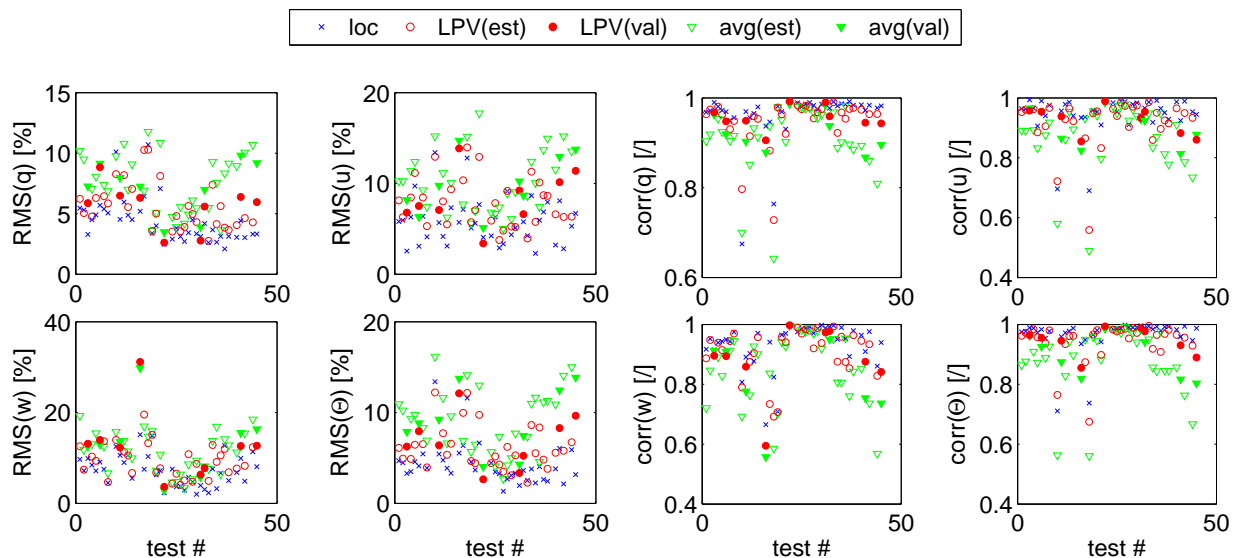 loc LPV(est) LPV(val) avg(est) avg(val)
RMS(q) [%]
15
10
5
0
0 50
RMS(u) [%]
20
10
0
0 50
corr(q) [/]
1
0.8
0.6
0 50
corr(u) [/]
1
0.8
0.6
0.4
0 50
RMS(w) [%]
40
20
0
0 50
test #
RMS(Θ) [%]
20
10
0
0 50
test #
corr(w) [/]
1
0.8
0.6
0.4
0 50
test #
corr(Θ) [/]
1
0.8
0.6
0.4
0 50
test #